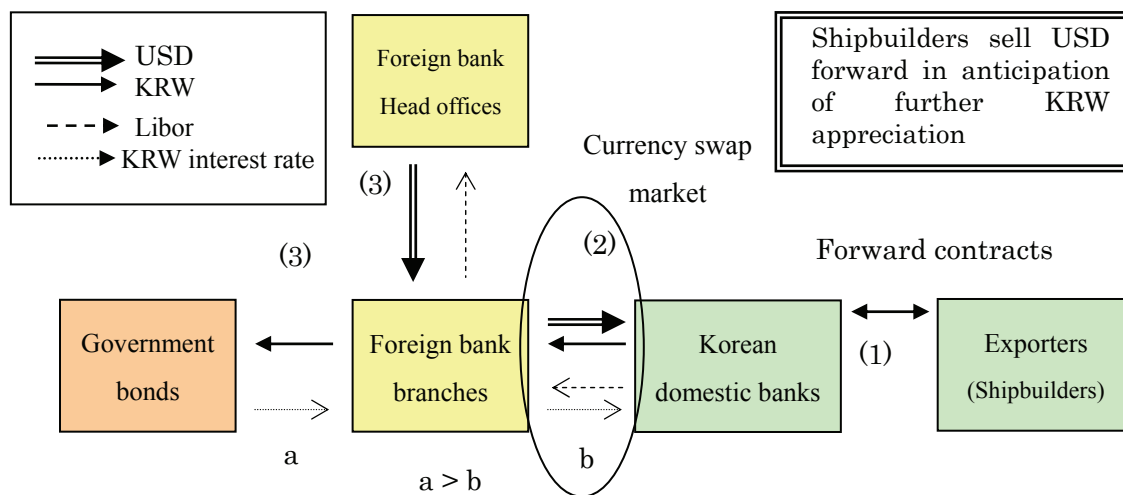 USD
KRW
Libor
KRW interest rate
Foreign bank
Head offices
Shipbuilders sell USD
forward in anticipation
of further KRW
appreciation
Currency swap
market
(3)
(3)
(2)
Forward contracts
Government
bonds
Foreign bank
branches
Korean
domestic banks
(1)
Exporters
(Shipbuilders)
a
a > b
b